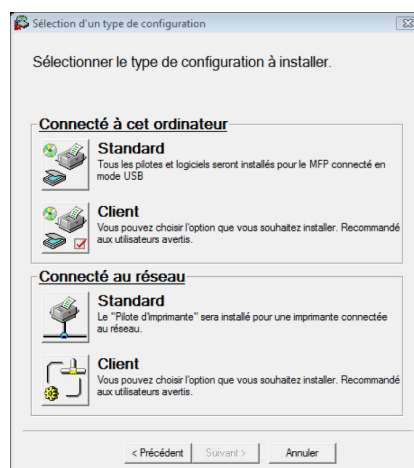 Sélection d'un type de configuration
Sélectionner le type de configuration à installer.
Connecté à cet ordinateur
Standard
Tous les pilotes et logiciels seront installés pour le MFP connecté en
mode USB
Client
Vous pouvez choisir l'option que vous souhaitez installer. Recommandé
aux utilisateurs avertis.
Connecté au réseau
Standard
Le "Pilote d'imprimante" sera installé pour une imprimante connectée
au réseau.
Client
Vous pouvez choisir l'option que vous souhaitez installer. Recommandé
aux utilisateurs avertis.
< Précédent Suivant > Annuler